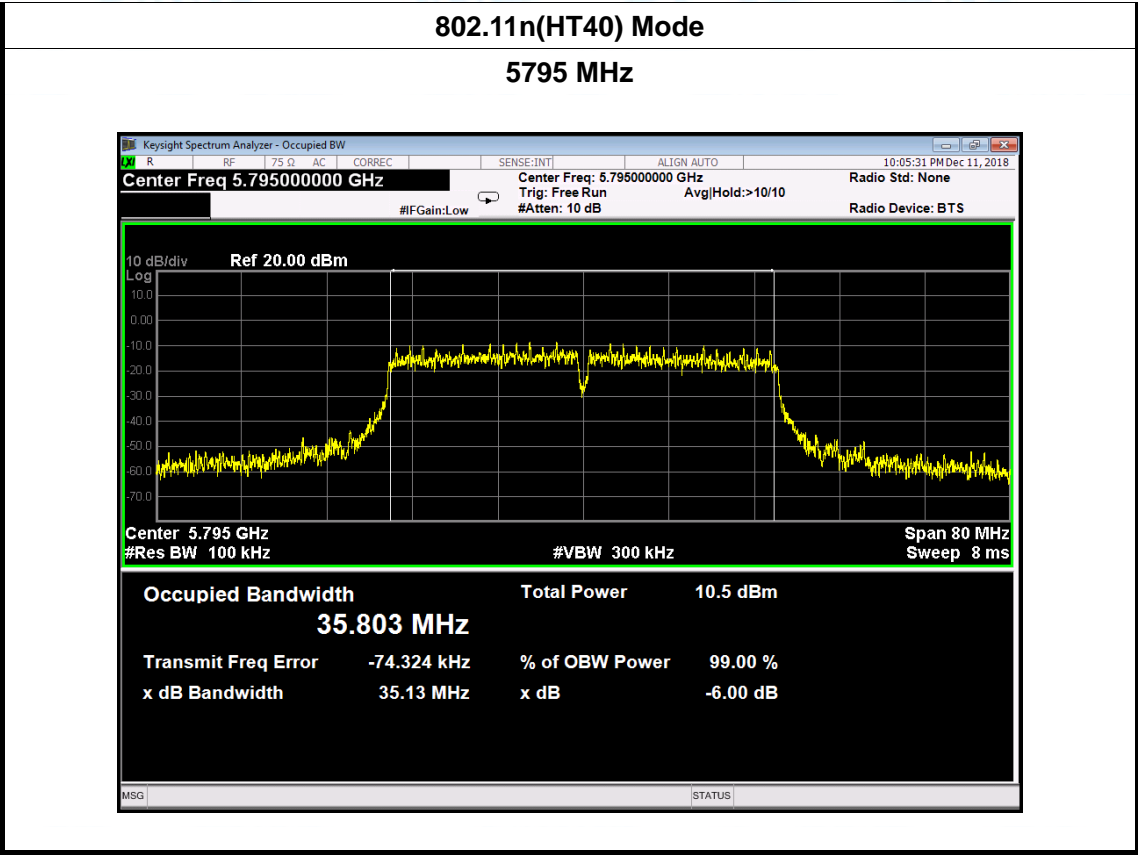 802.11n(HT40) Mode
5795 MHz
Keysight Spectrum Analyzer - Occupied BW
LXI R RF 75 Ω AC CORREC SENSE:INT ALIGN AUTO 10:05:31 PM Dec 11, 2018
Center Freq 5.795000000 GHz Center Freq: 5.795000000 GHz Radio Std: None
Trig: Free Run Avg|Hold:>10/10
#IFGain:Low #Atten: 10 dB Radio Device: BTS
10 dB/div Ref 20.00 dBm
Log
10.0
0.00
-10.0
-20.0
-30.0
-40.0
-50.0
-60.0
-70.0
Center 5.795 GHz Span 80 MHz
#Res BW 100 kHz #VBW 300 kHz Sweep 8 ms
Occupied Bandwidth Total Power 10.5 dBm
35.803 MHz
Transmit Freq Error -74.324 kHz % of OBW Power 99.00 %
x dB Bandwidth 35.13 MHz x dB -6.00 dB
MSG STATUS